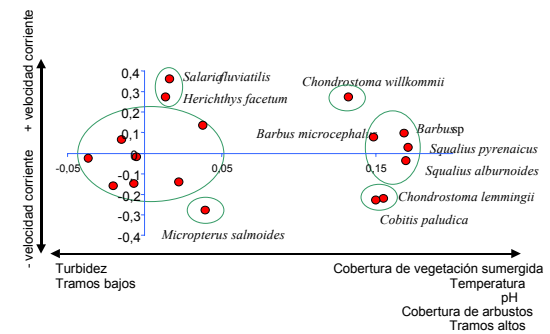 + velocidad corriente
- velocidad corriente
0,4
0,3
0,2
0,1
0
-0,1
-0,2
-0,3
-0,4
-0,05
0,05
0,15
Salaria fluviatilis
Herichthys facetum
Chondrostoma willkommii
Barbus microcephalus
Barbus sp
Squalius pyrenaicus
Squalius alburnoides
Chondrostoma lemmingii
Cobitis paludica
Micropterus salmoides
Turbidez
Tramos bajos
Cobertura de vegetación sumergida
Temperatura
pH
Cobertura de arbustos
Tramos altos